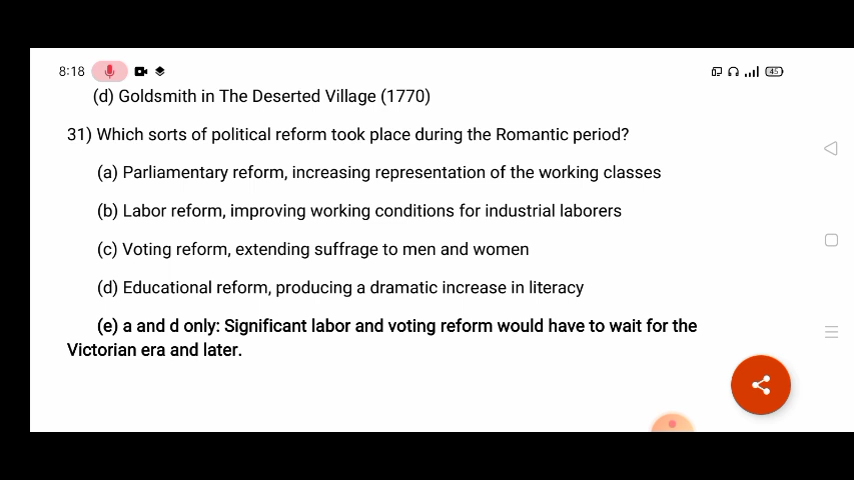 8:18
45
(d) Goldsmith in The Deserted Village (1770)
31) Which sorts of political reform took place during the Romantic period?
(a) Parliamentary reform, increasing representation of the working classes
(b) Labor reform, improving working conditions for industrial laborers
(c) Voting reform, extending suffrage to men and women
(d) Educational reform, producing a dramatic increase in literacy
(e) a and d only: Significant labor and voting reform would have to wait for the
Victorian era and later.